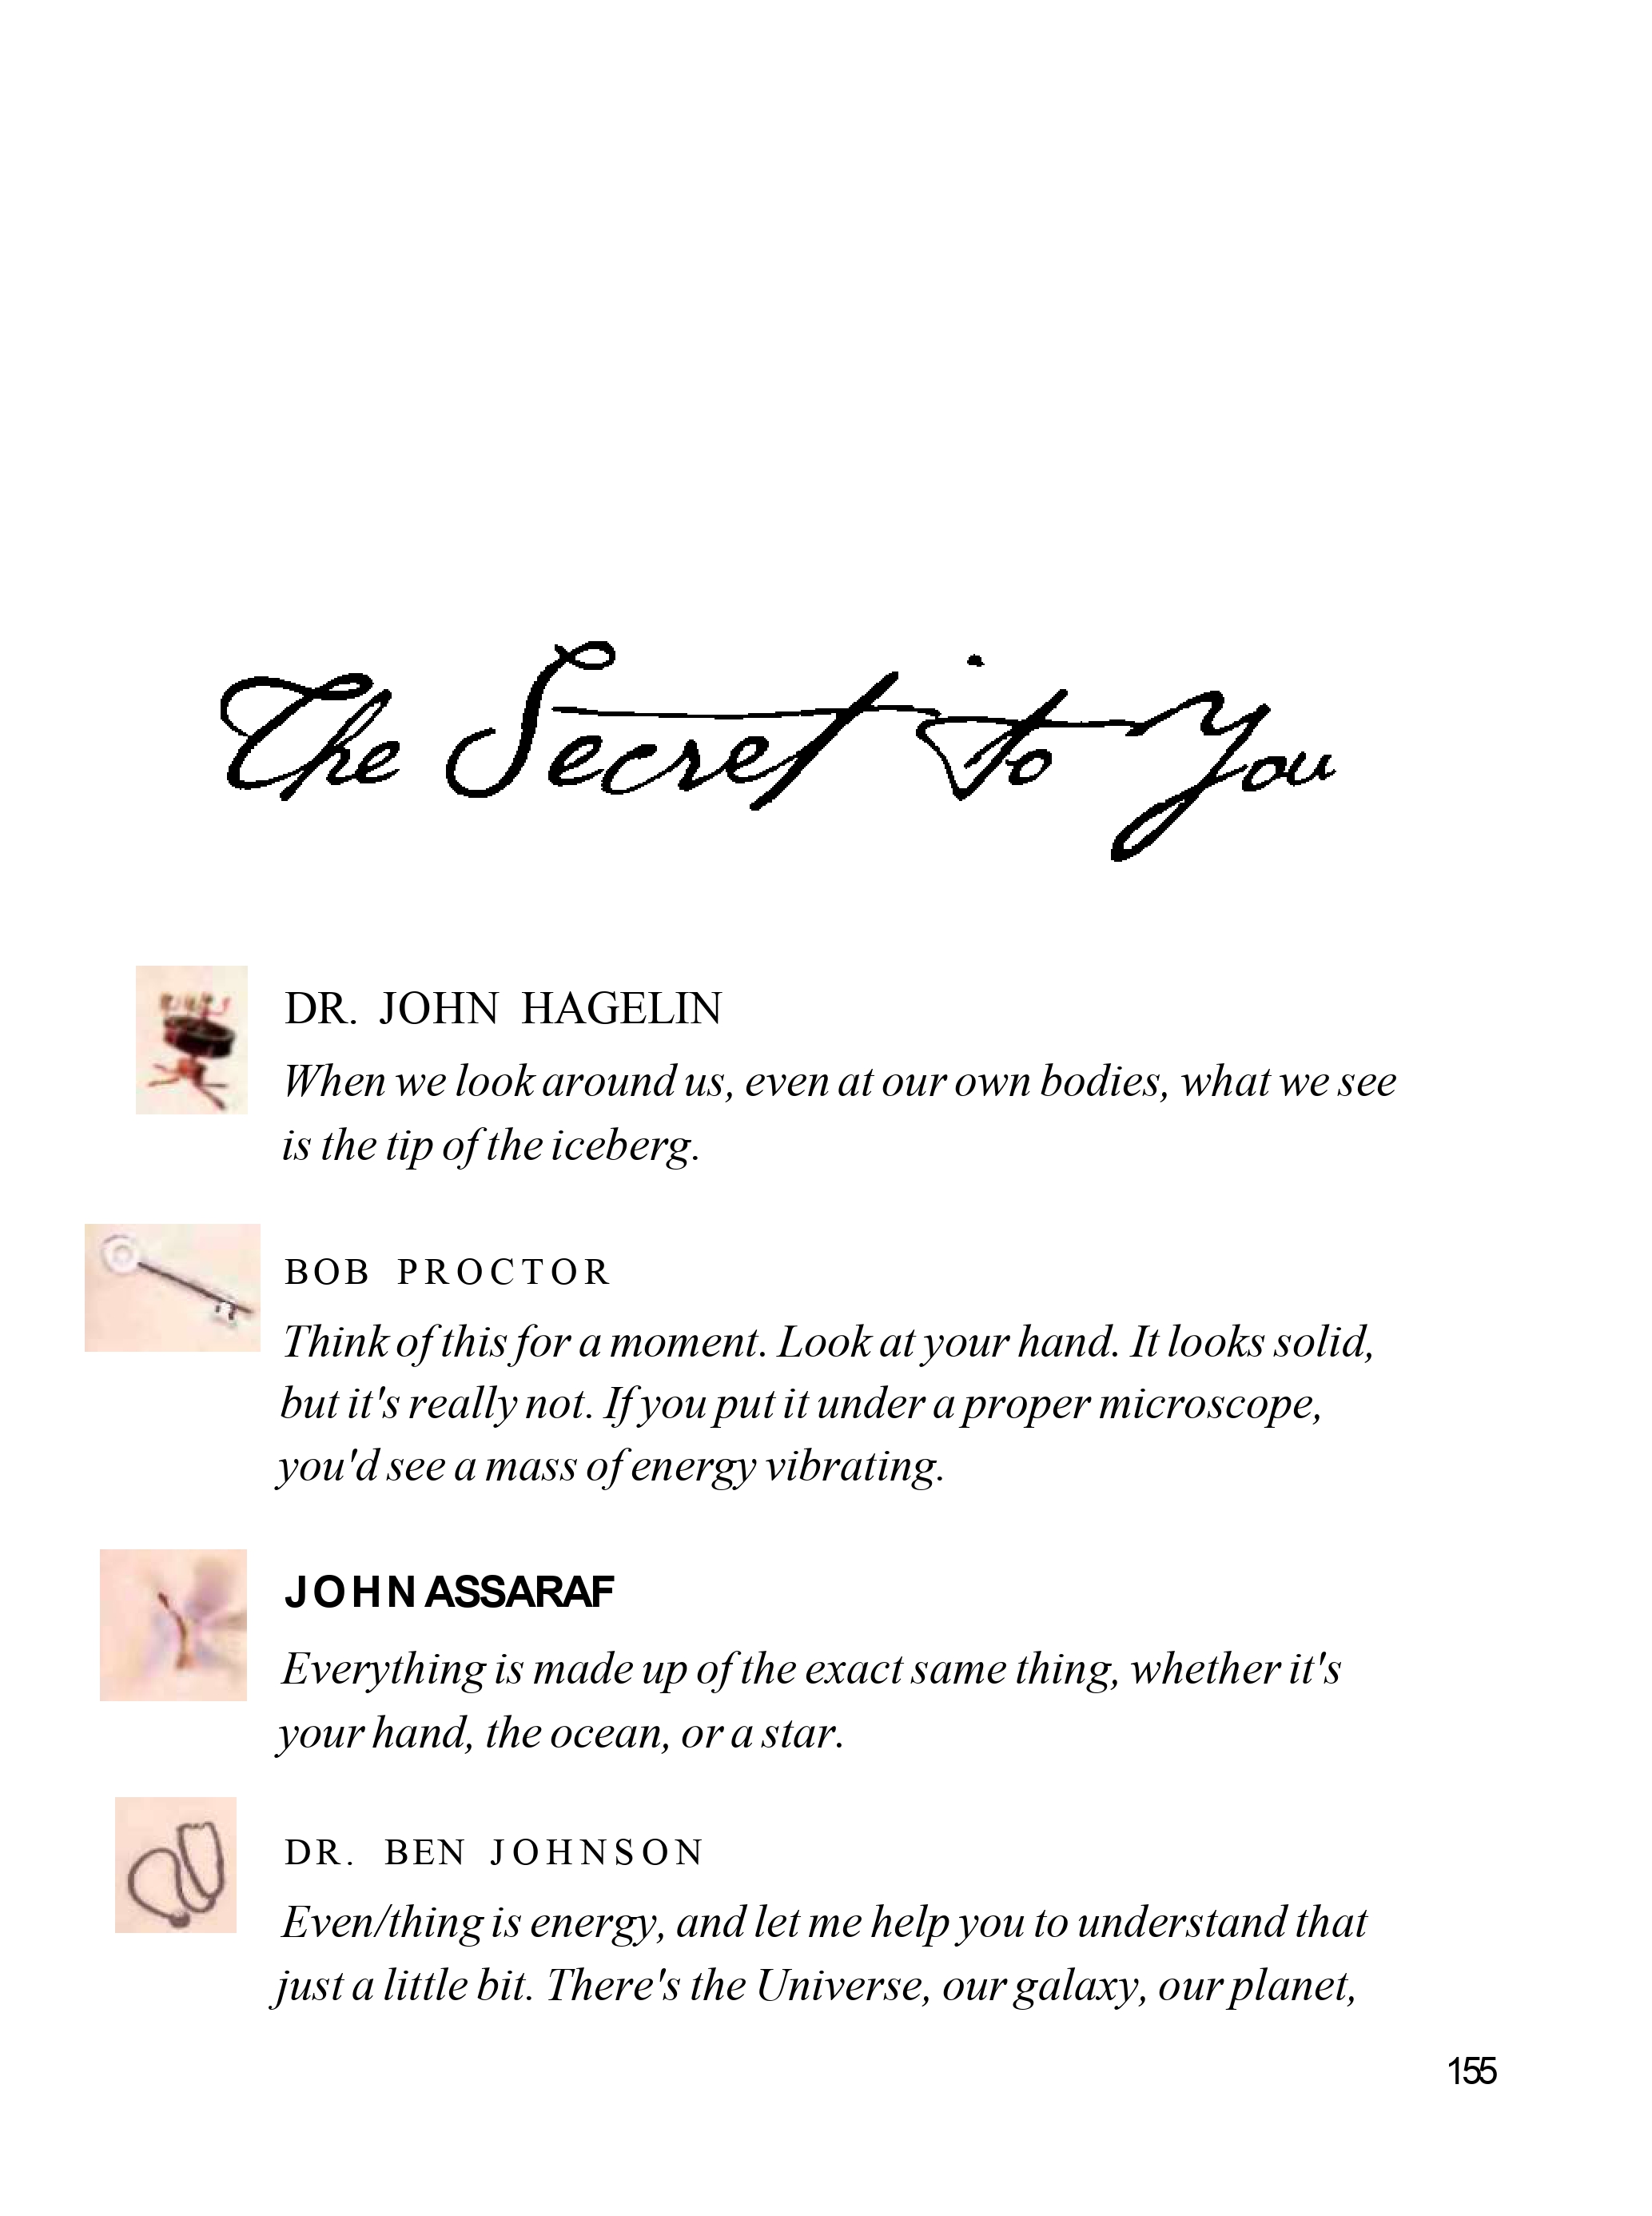 The Secret to You
DR. JOHN HAGELIN
When we look around us, even at our own bodies, what we see
is the tip of the iceberg.
BOB PROCTOR
Think of this for a moment. Look at your hand. It looks solid,
but it's really not. If you put it under a proper microscope,
you'd see a mass of energy vibrating.
JOHN ASSARAF
Everything is made up of the exact same thing, whether it's
your hand, the ocean, or a star.
DR. BEN JOHNSON
Even/thing is energy, and let me help you to understand that
just a little bit. There's the Universe, our galaxy, our planet,
155